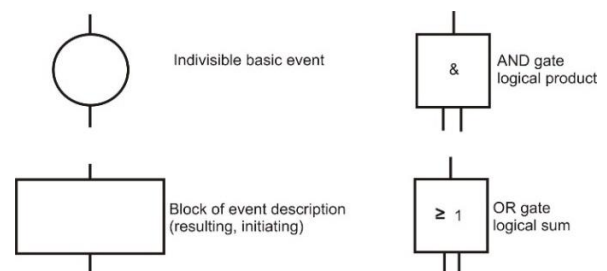 Indivisible basic event
&
AND gate
logical product
Block of event description
(resulting, initiating)
≥ 1
OR gate
logical sum